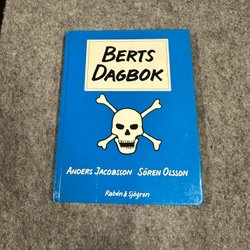 BERTS
DAGBOK
ANDERS JACOBSSON SÖREN OLSSON
Rabén & Sjögren